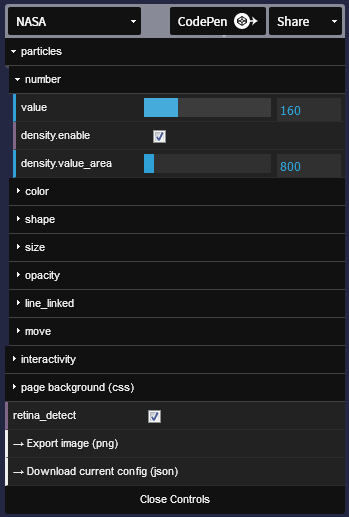 NASA CodePen Share
particles
number
value 160
density.enable
density.value_area 800
color
shape
size
opacity
line_linked
move
interactivity
page background (css)
retina_detect
→ Export image (png)
→ Download current config (json)
Close Controls